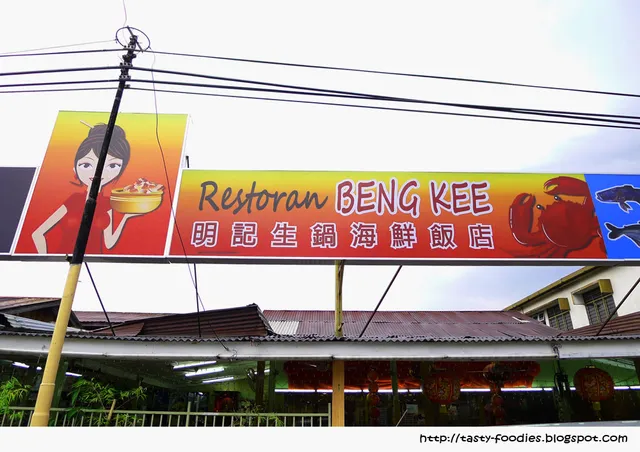 Restoran BENG KEE
明記生鍋海鮮飯店
http://tasty-foodies.blogspot.com